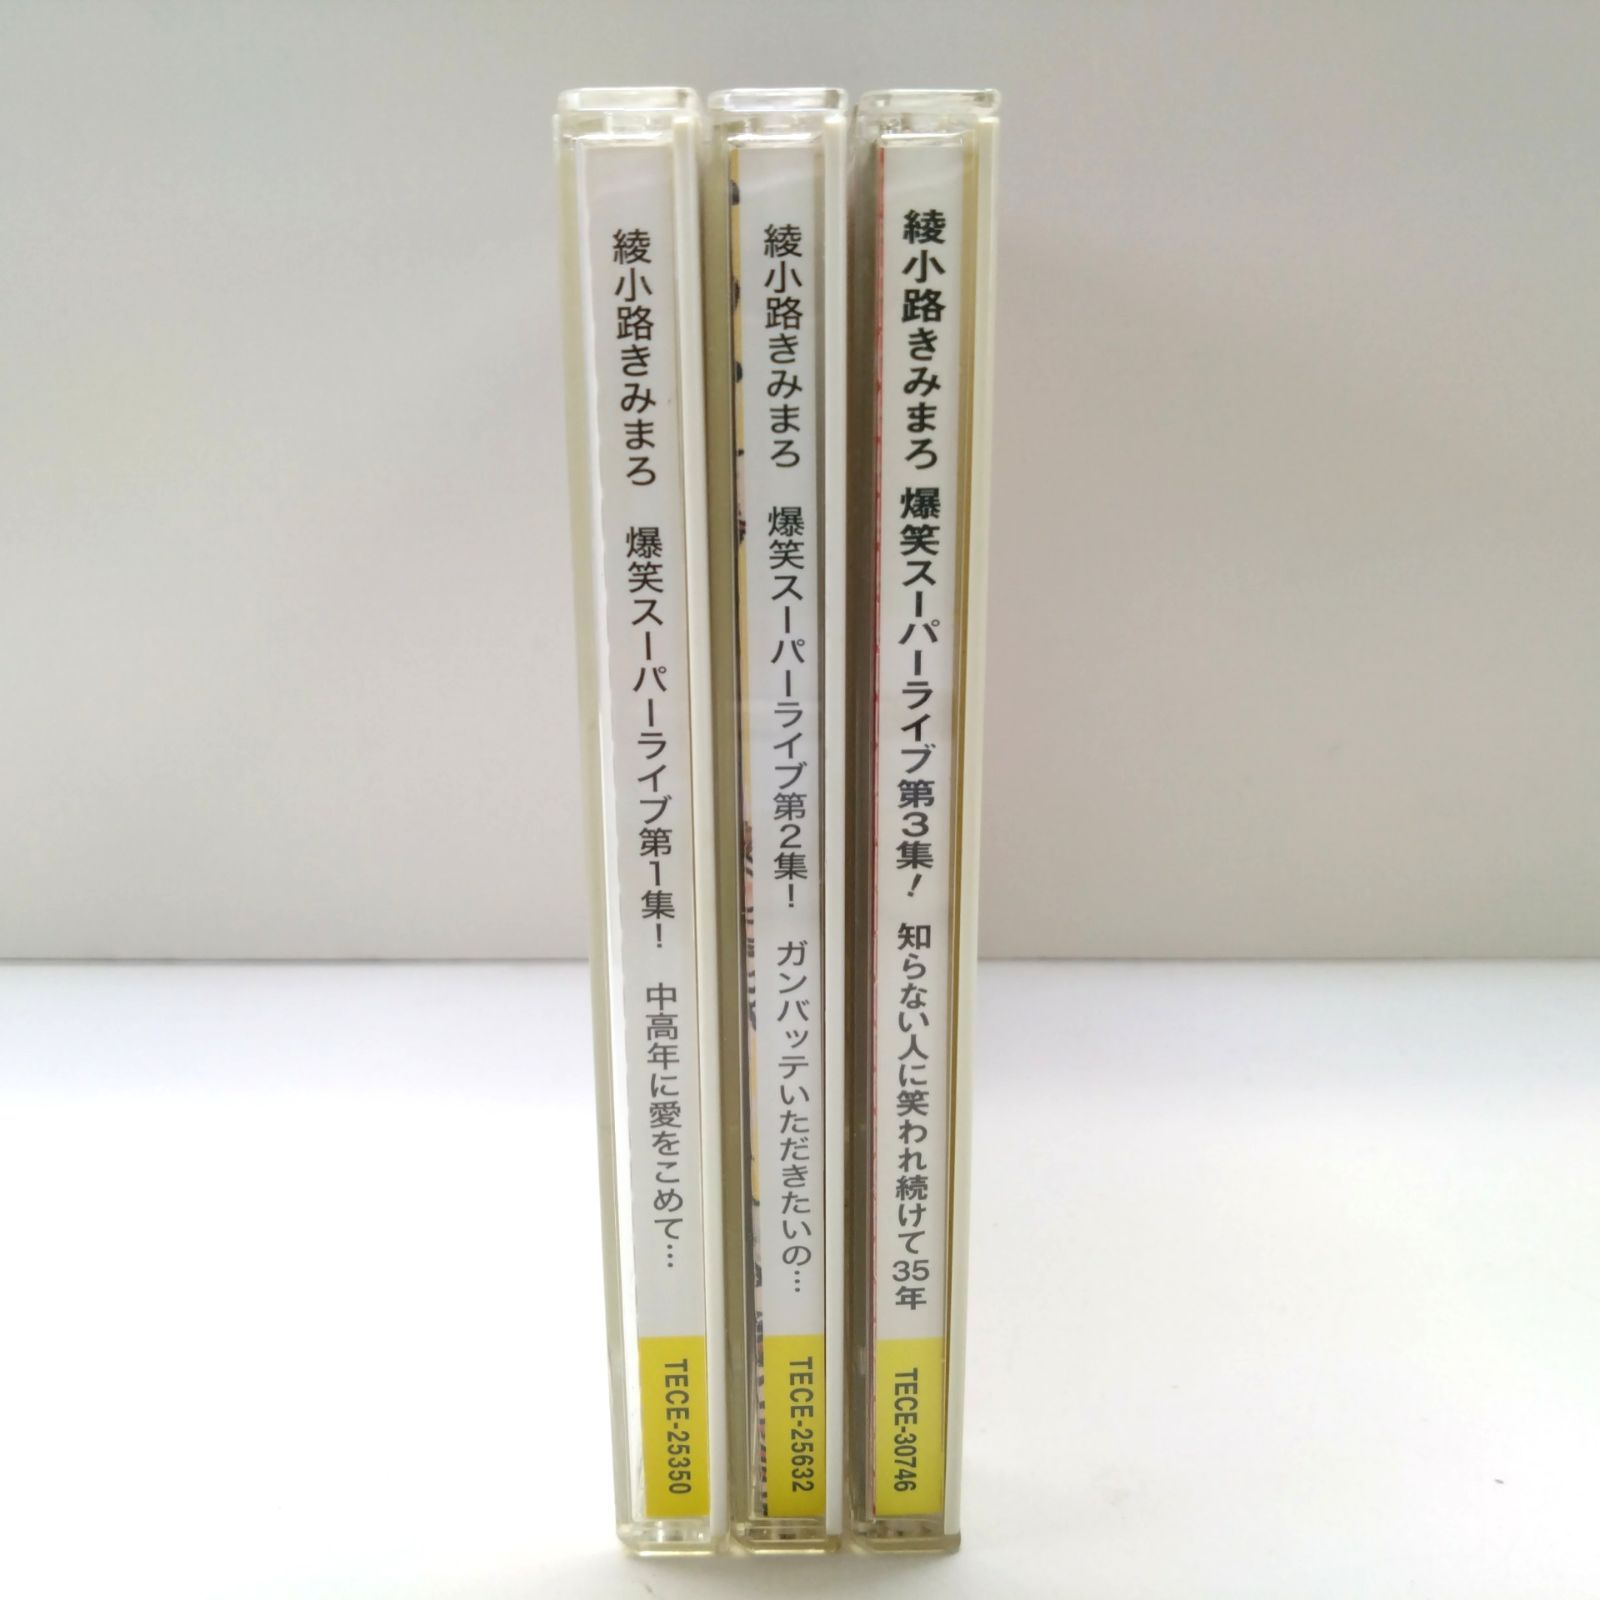 綾小路きみまろ 爆笑スーパーライブ第1集! 中高年に愛をこめて…
TECE-25350
綾小路きみまろ 爆笑スーパーライブ第2集! ガンバッテいただきたいの…
TECE-25632
綾小路きみまろ 爆笑スーパーライブ第3集! 知らない人に笑われ続けて35年
TECE-30746